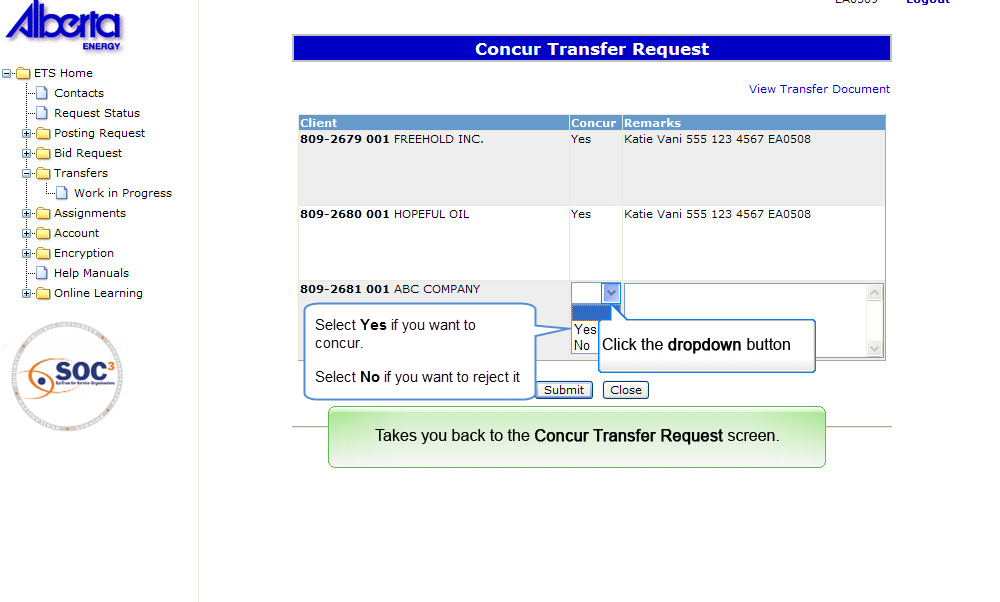 Alberta
ENERGY
Logout
ETS Home
Contacts
Request Status
Posting Request
Bid Request
Transfers
Work in Progress
Assignments
Account
Encryption
Help Manuals
Online Learning
SOC3
SysTrust for Service Organizations
Concur Transfer Request
View Transfer Document
Client Concur Remarks
809-2679 001 FREEHOLD INC. Yes Katie Vani 555 123 4567 EA0508
809-2680 001 HOPEFUL OIL Yes Katie Vani 555 123 4567 EA0508
809-2681 001 ABC COMPANY
Yes
No
Select Yes if you want to
concur.
Select No if you want to reject it
Click the dropdown button
Submit Close
Takes you back to the Concur Transfer Request screen.